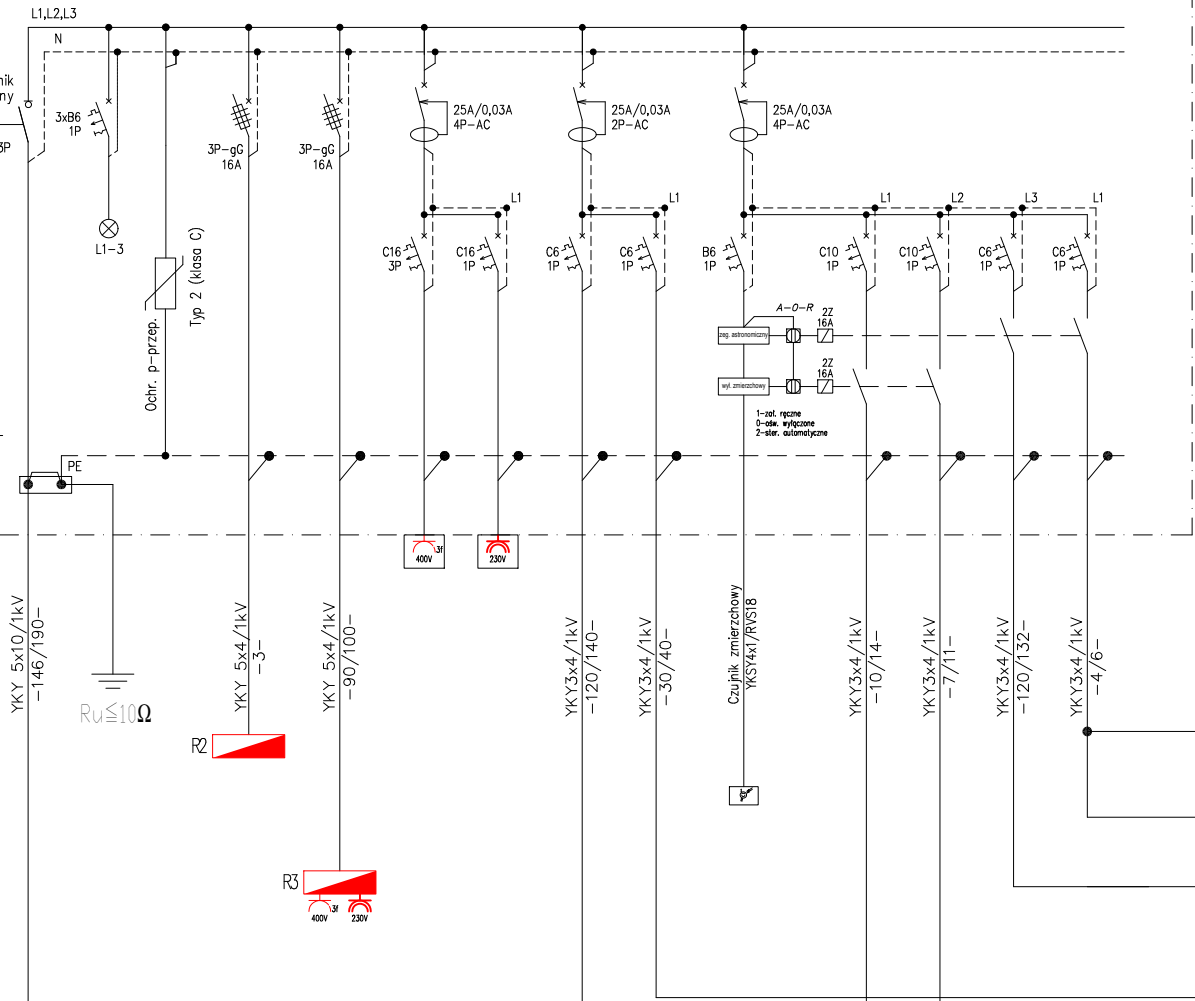 L1,L2,L3
N
nik
ny
3P
3xB6
1P
L1-3
Ochr. p-przep.
Typ 2 (klasa C)
3P-gG
16A
3P-gG
16A
25A/0,03A
4P-AC
25A/0,03A
2P-AC
25A/0,03A
4P-AC
L1
L1
L1
L2
L3
L1
C16
3P
C16
1P
C6
1P
C6
1P
B6
1P
C10
1P
C10
1P
C6
1P
C6
1P
A-O-R
zeg. astronomiczny
2Z
16A
wył. zmierzchowy
2Z
16A
1-zał. ręczne
0-ośw. wyłączone
2-ster. automatyczne
PE
400V
3f
230V
YKY 5x10/1kV
-146/190-
Ru≤10Ω
YKY 5x4/1kV
-3-
YKY 5x4/1kV
-90/100-
YKY3x4/1kV
-120/140-
YKY3x4/1kV
-30/40-
Czujnik zmierzchowy
YKSY4x1/RVS18
YKY3x4/1kV
-10/14-
YKY3x4/1kV
-7/11-
YKY3x4/1kV
-120/132-
YKY3x4/1kV
-4/6-
R2
R3
400V
3f
230V